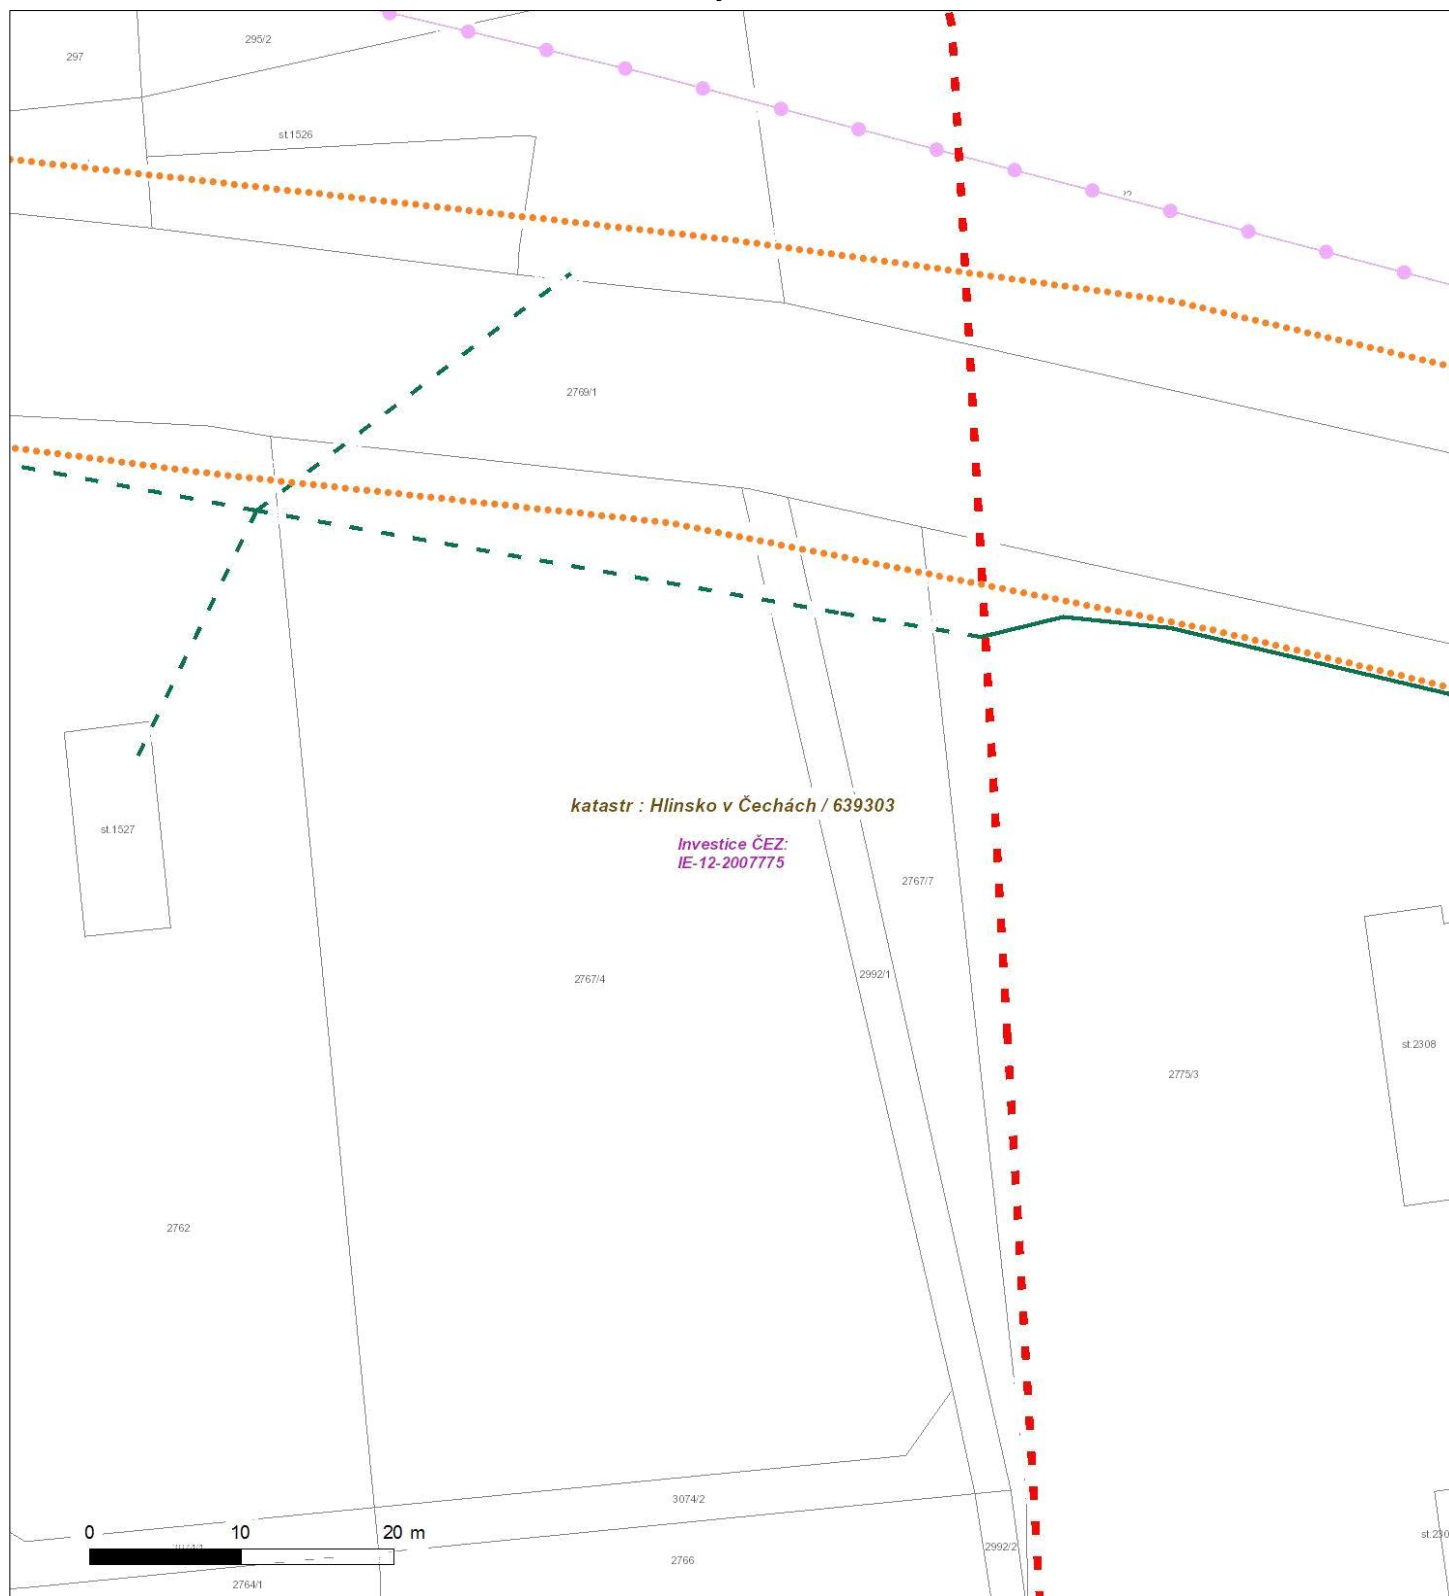 295/2
297
st.1526
2769/1
katastr : Hlinsko v Čechách / 639303
Investice ČEZ:
IE-12-2007775
st.1527
2767/7
2992/1
2767/4
st.2308
2775/3
2762
3074/2
0 10 20 m
2992/2
2766
2764/1